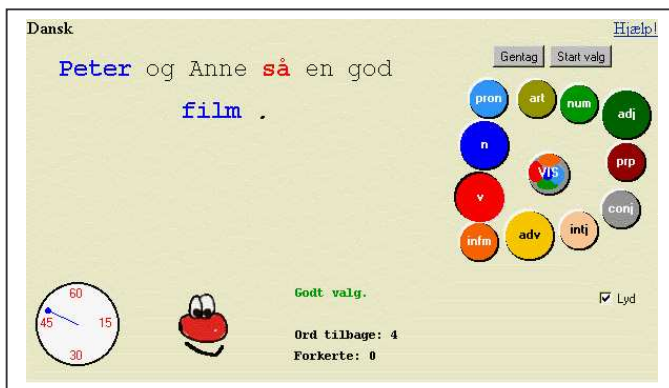 Dansk
Hjælp!
Peter og Anne så en god
film .
Gentag
Start valg
pron
art
num
adj
n
VIS
prp
v
conj
infm
adv
intj
60
45
15
30
Godt valg.
Lyd
Ord tilbage: 4
Forkerte: 0